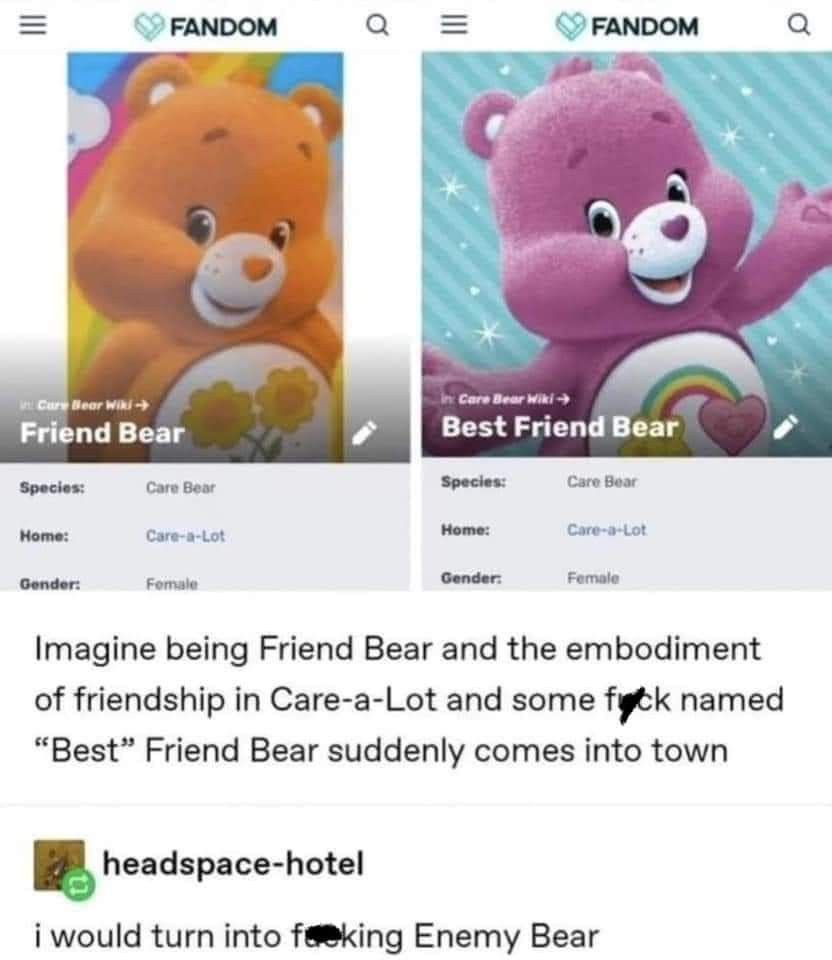 FANDOM
in: Care Bear Wiki →
Friend Bear
Species: Care Bear
Home: Care-a-Lot
Gender: Female
FANDOM
in: Care Bear Wiki →
Best Friend Bear
Species: Care Bear
Home: Care-a-Lot
Gender: Female
Imagine being Friend Bear and the embodiment
of friendship in Care-a-Lot and some f ck named
“Best” Friend Bear suddenly comes into town
headspace-hotel
i would turn into f king Enemy Bear